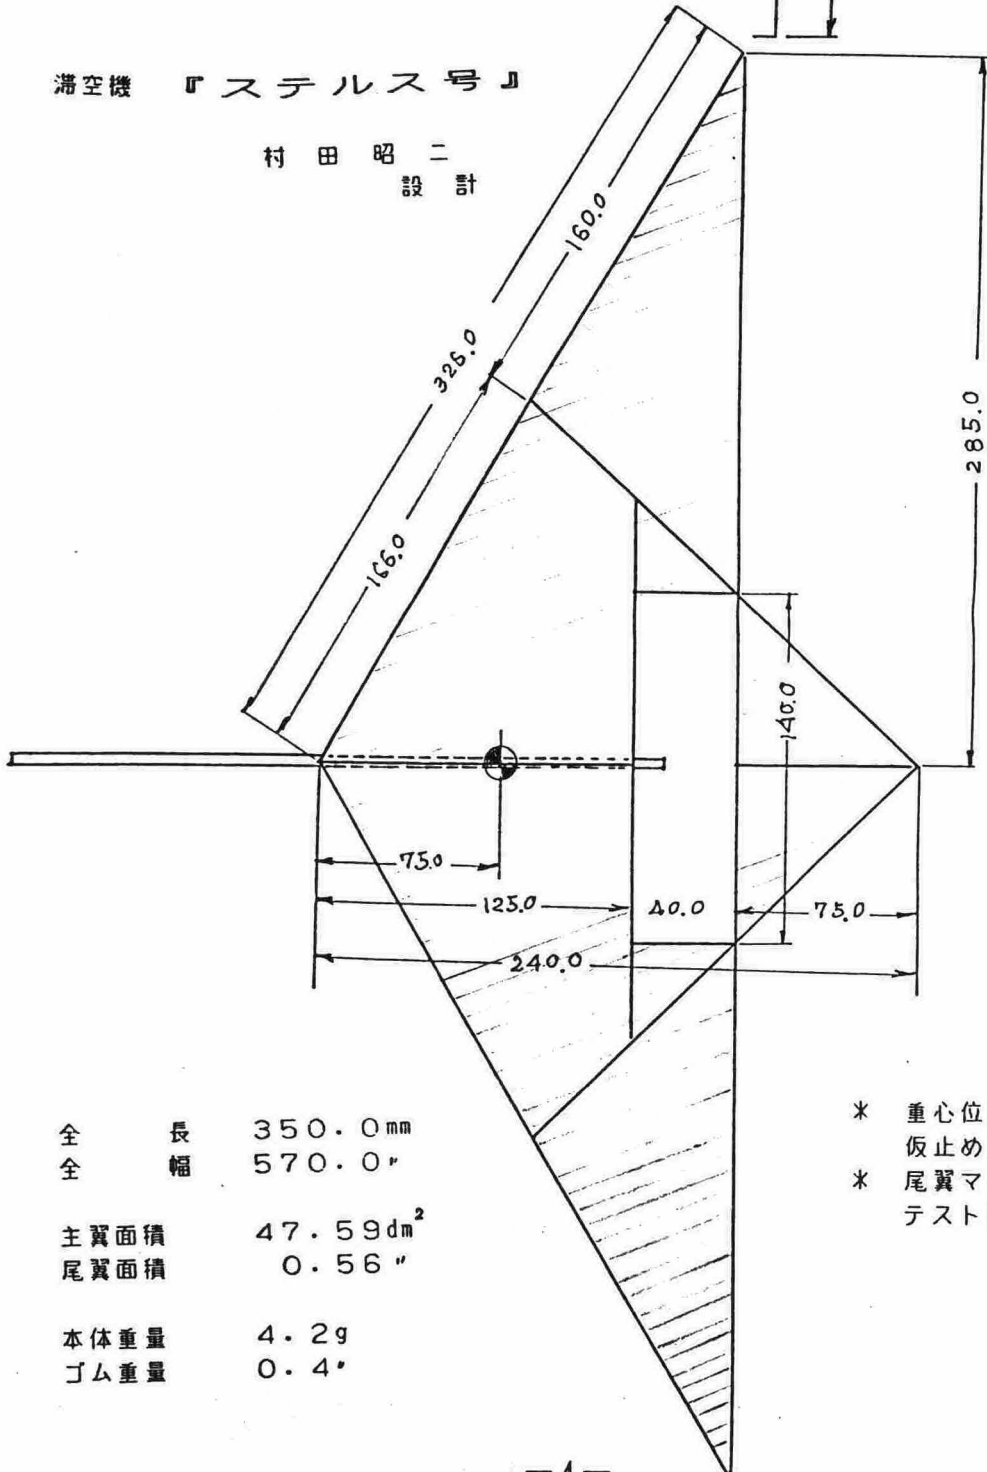 滞空機 『ステルス号』
村田昭二
設計
160.0
326.0
166.0
285.0
140.0
75.0
125.0
40.0
75.0
240.0
全長 350.0mm
全幅 570.0〃
主翼面積 47.59dm²
尾翼面積 0.56〃
本体重量 4.2g
ゴム重量 0.4〃
* 重心位
仮止め
* 尾翼マ
テスト
—4—